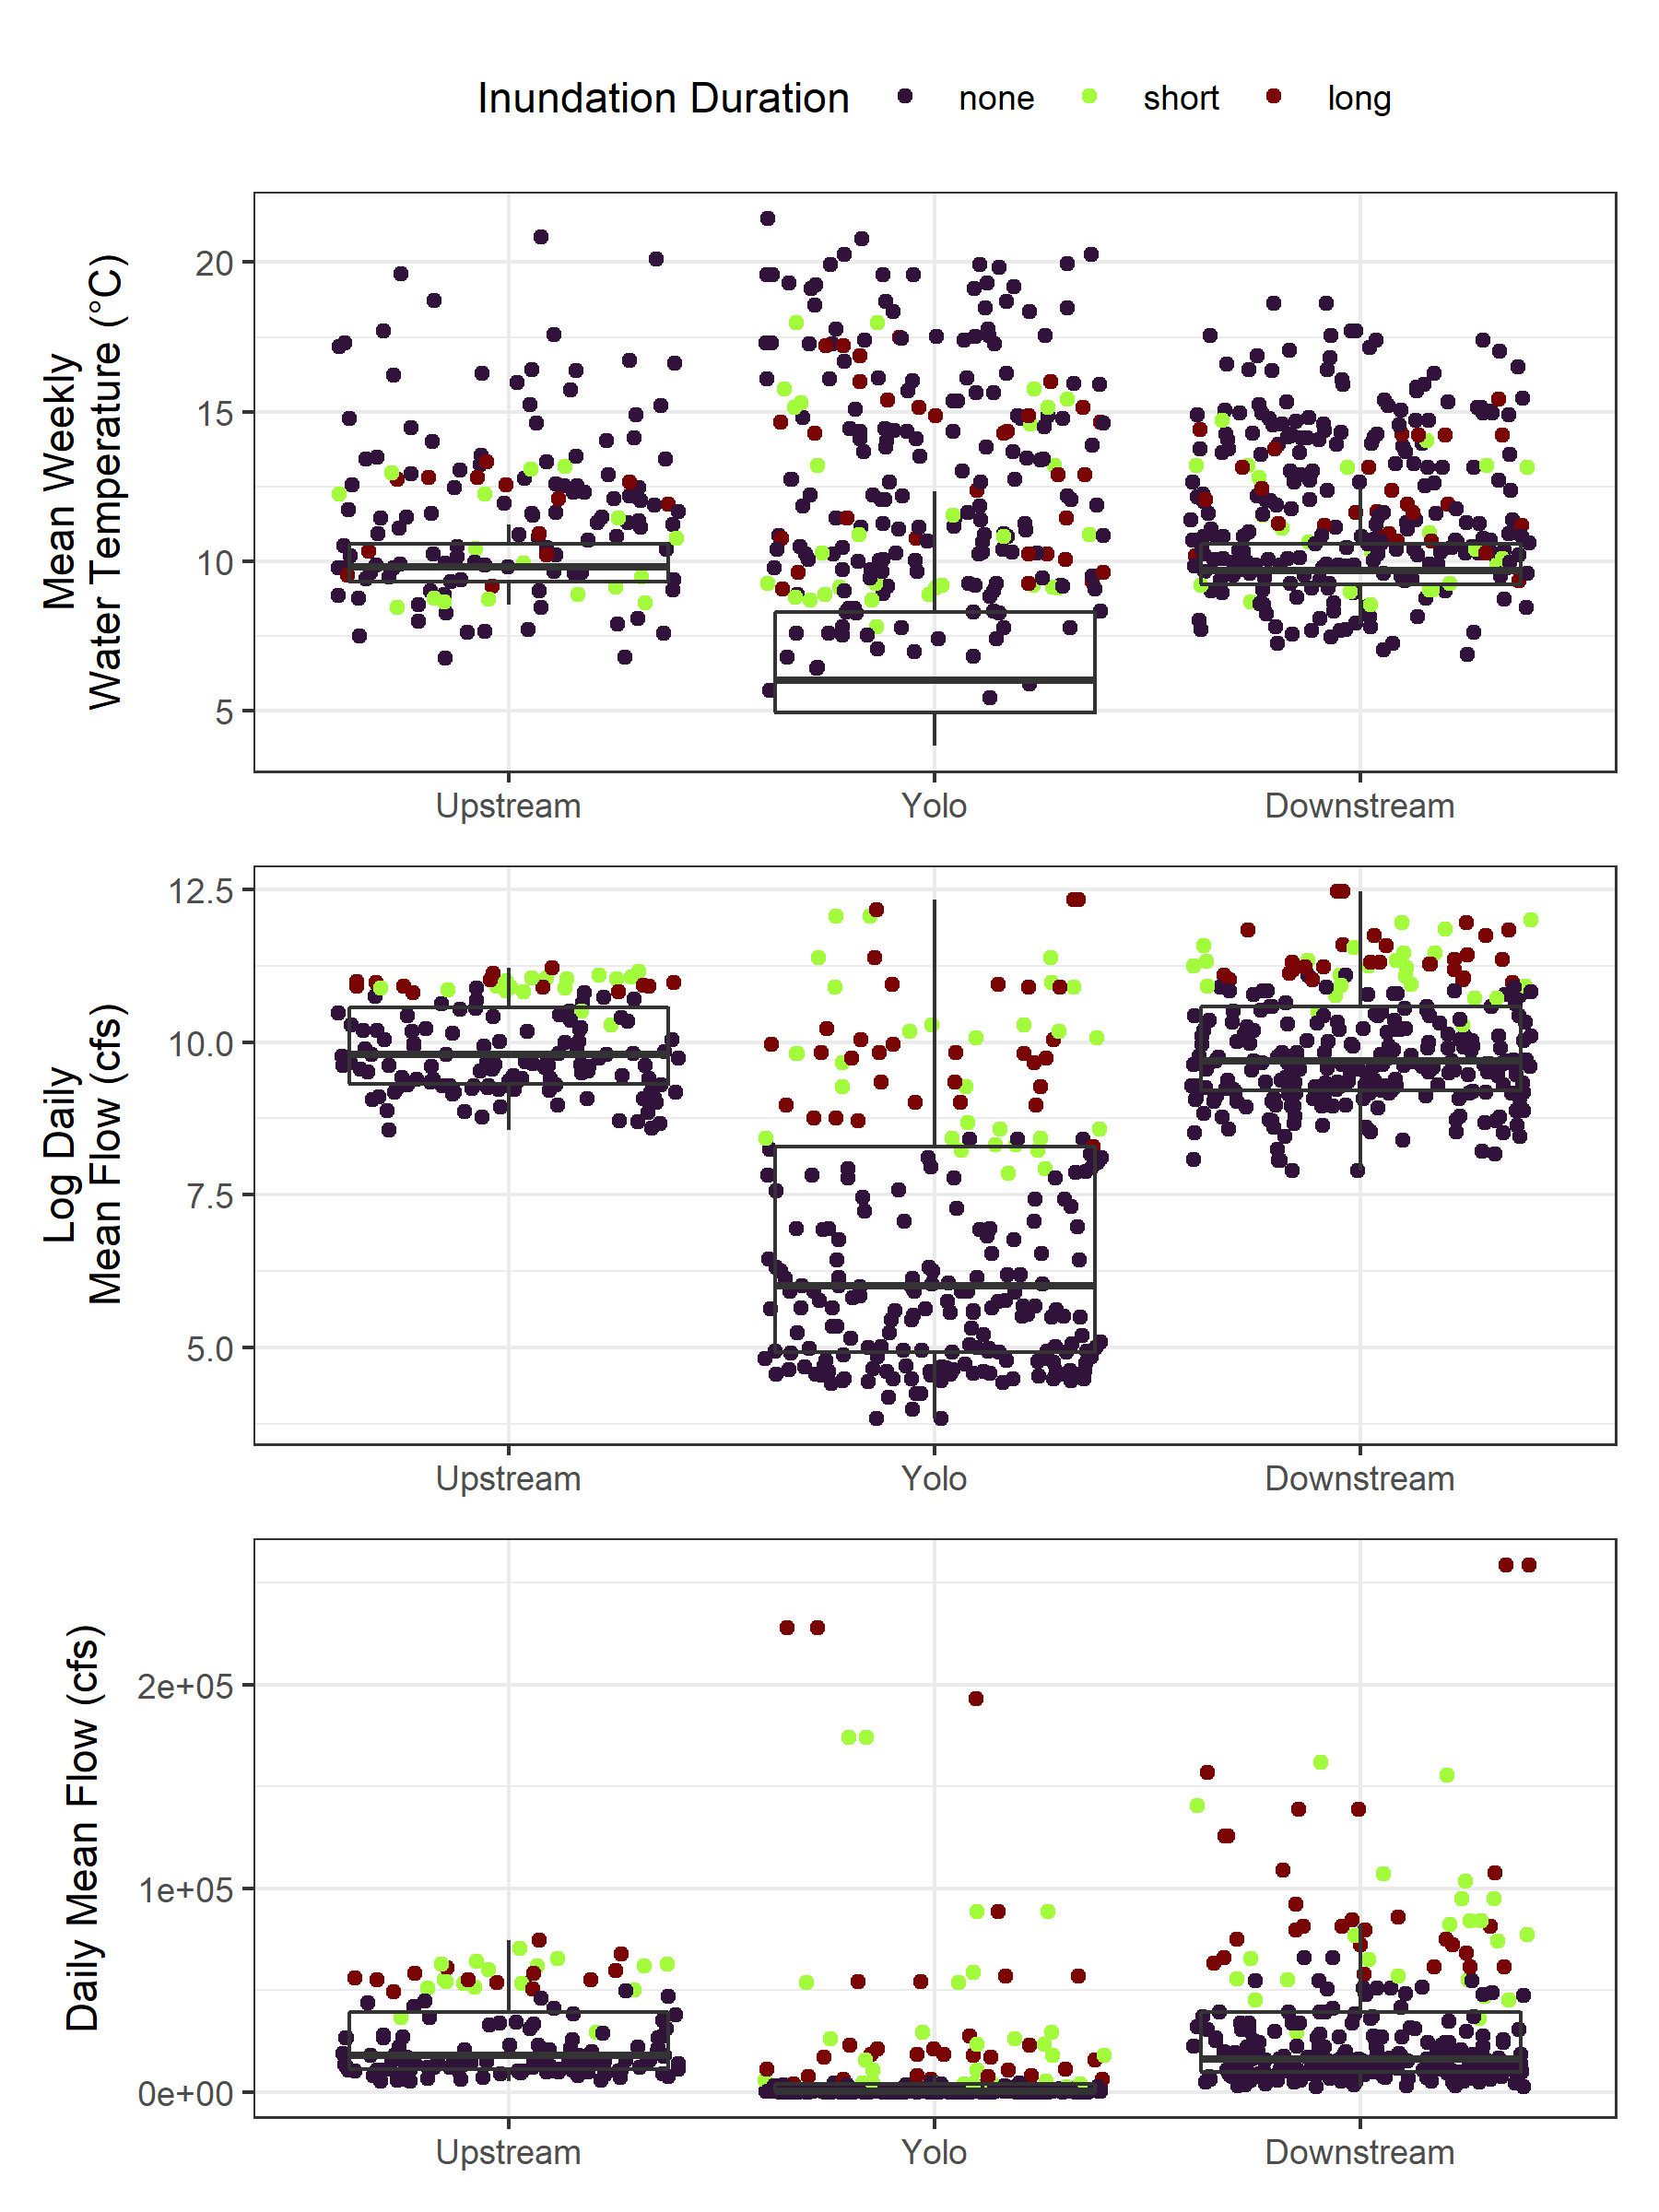 Inundation Duration none short long
Mean Weekly
Water Temperature (°C)
20
15
10
5
Upstream Yolo Downstream
Log Daily
Mean Flow (cfs)
12.5
10.0
7.5
5.0
Upstream Yolo Downstream
Daily Mean Flow (cfs)
2e+05
1e+05
0e+00
Upstream Yolo Downstream